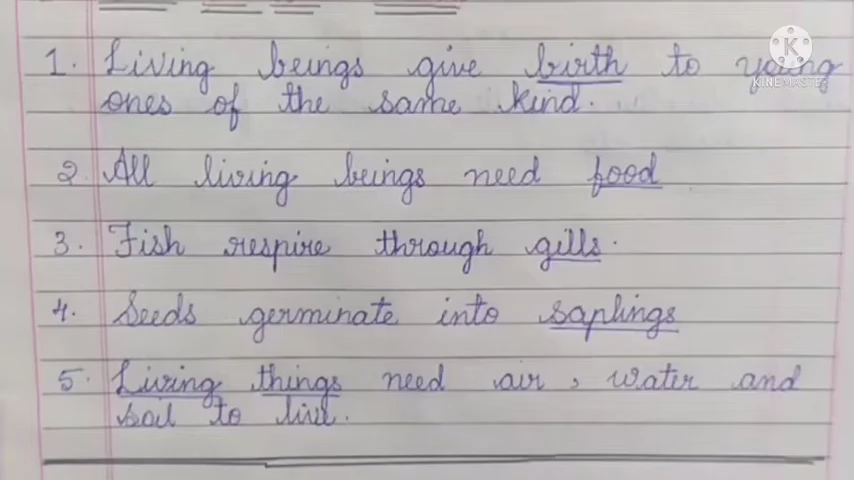 1. Living beings give birth to young
ones of the same kind.
2. All living beings need food
3. Fish respire through gills.
4. Seeds germinate into saplings
5. Living things need air, water and
soil to live.
K
KINEMASTER